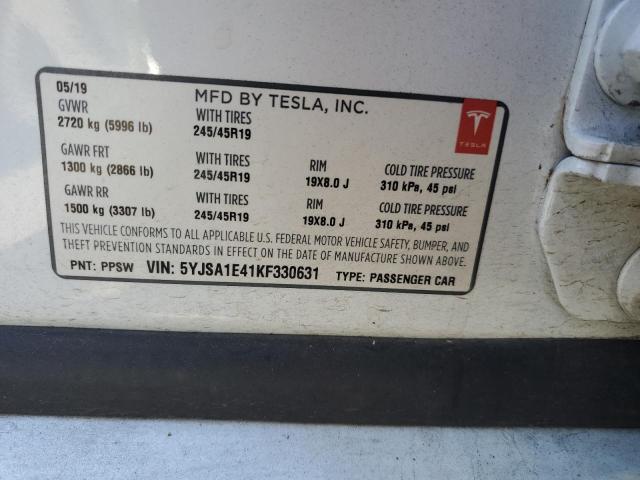 05/19
MFD BY TESLA, INC.
GVWR
2720 kg (5996 lb)
WITH TIRES
245/45R19
TESLA
GAWR FRT
1300 kg (2866 lb)
WITH TIRES
245/45R19
RIM
19X8.0 J
COLD TIRE PRESSURE
310 kPa, 45 psi
GAWR RR
1500 kg (3307 lb)
WITH TIRES
245/45R19
RIM
19X8.0 J
COLD TIRE PRESSURE
310 kPa, 45 psi
THIS VEHICLE CONFORMS TO ALL APPLICABLE U.S. FEDERAL MOTOR VEHICLE SAFETY, BUMPER, AND
THEFT PREVENTION STANDARDS IN EFFECT ON THE DATE OF MANUFACTURE SHOWN ABOVE.
PNT: PPSW VIN: 5YJSA1E41KF330631 TYPE: PASSENGER CAR